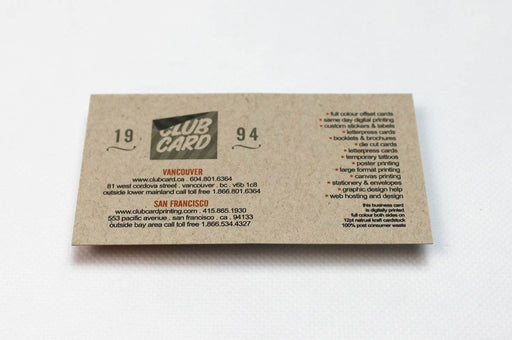 19 CLUB CARD 94
VANCOUVER
www.clubcard.ca . 604.801.6364
81 west cordova street . vancouver . bc . v6b 1c8
outside lower mainland call toll free 1.866.801.6364
SAN FRANCISCO
www.clubcardprinting.com . 415.865.1930
553 pacific avenue . san francisco . ca . 94133
outside bay area call toll free 1.866.534.4327
• full colour offset cards
• same day digital printing
• custom stickers & labels
• letterpress cards
• booklets & brochures
• die cut cards
• letterpress cards
• temporary tattoos
• poster printing
• large format printing
• canvas printing
• stationery & envelopes
• graphic design help
• web hosting and design
this business card
is digitally printed
full colour both sides on
12pt natrual kraft cardstock
100% post consumer waste